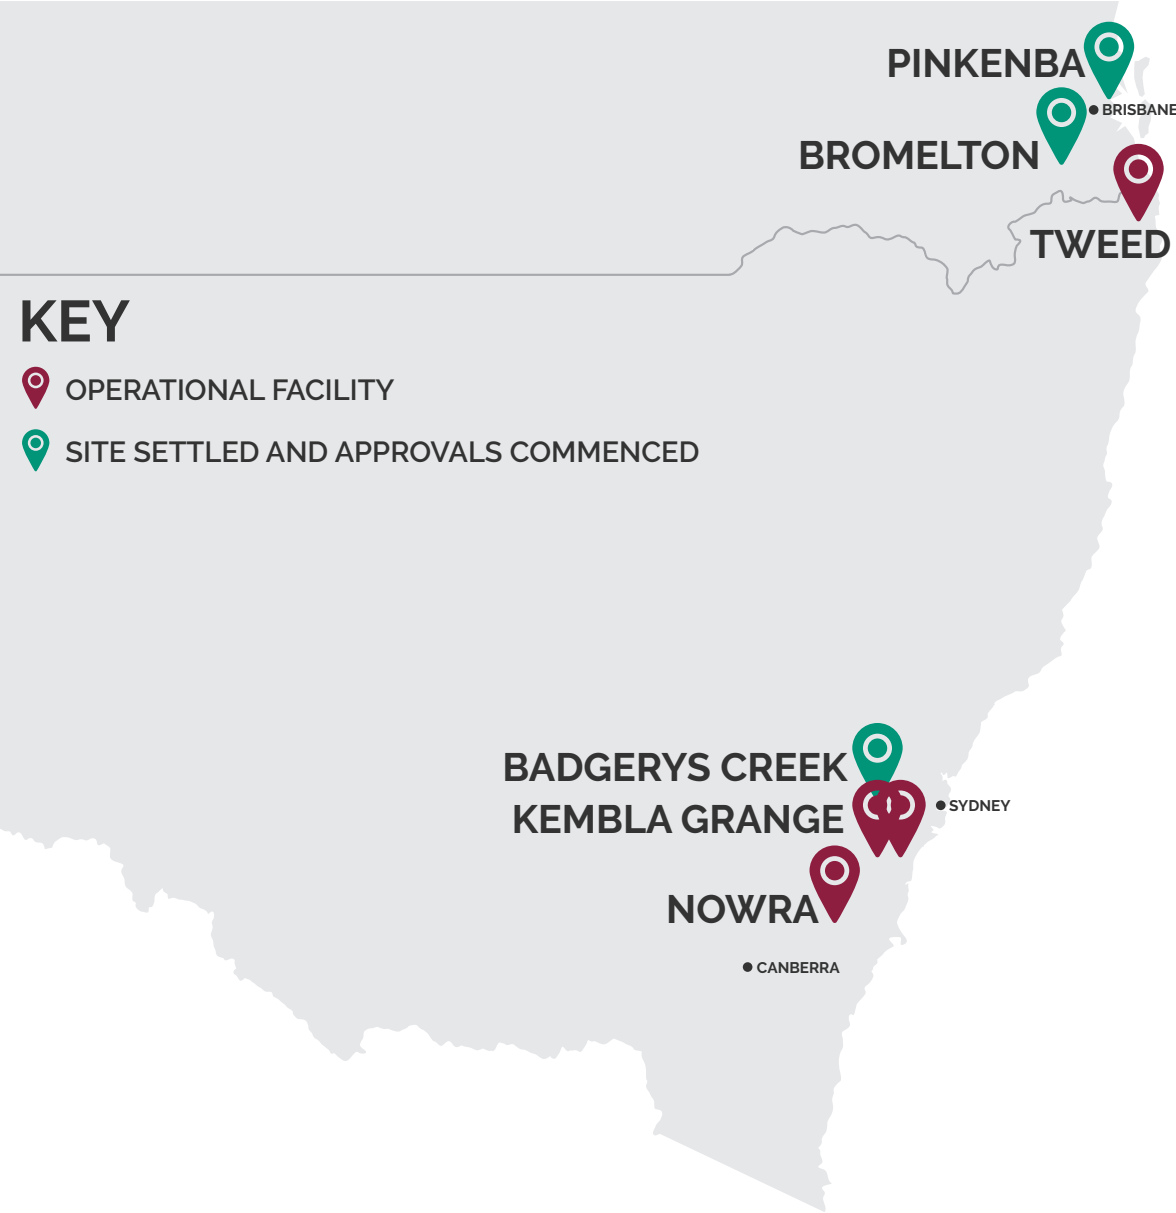 PINKENBA
BRISBANE
BROMELTON
TWEED
KEY
OPERATIONAL FACILITY
SITE SETTLED AND APPROVALS COMMENCED
BADGERYS CREEK
SYDNEY
KEMBLA GRANGE
NOWRA
CANBERRA